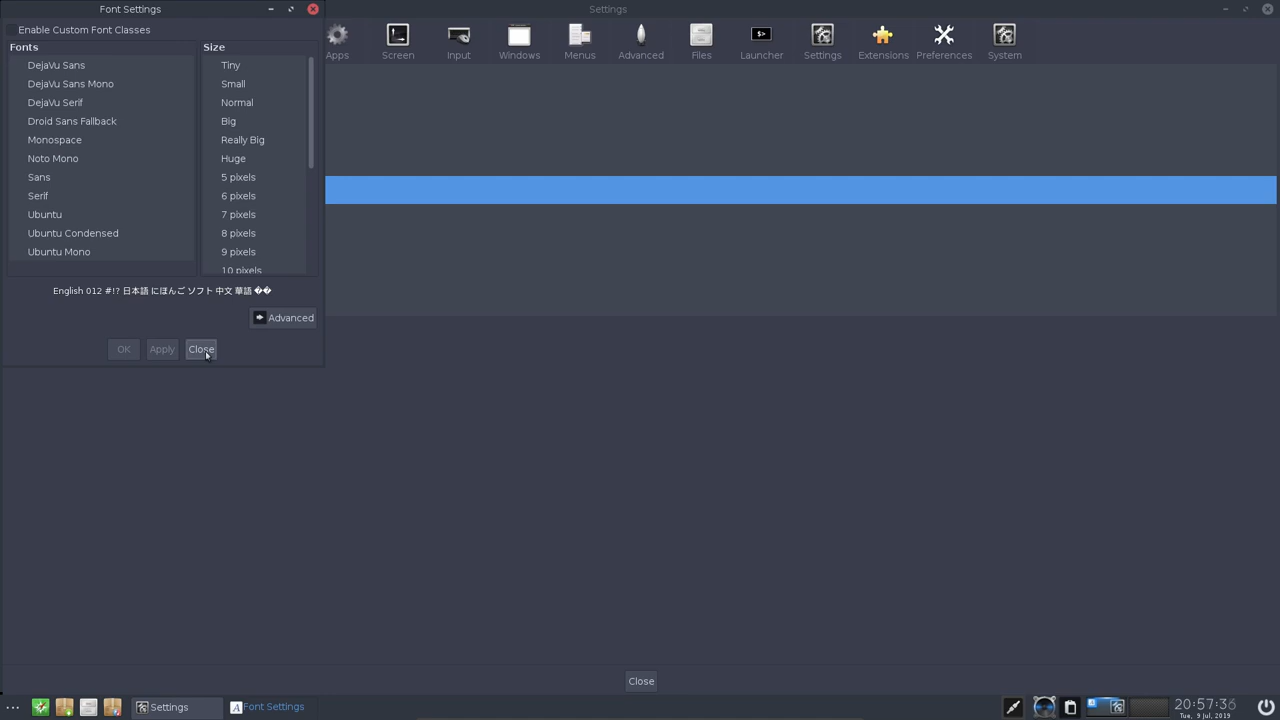 Font Settings
Settings
Enable Custom Font Classes
Apps
Screen
Input
Windows
Menus
Advanced
Files
Launcher
Settings
Extensions
Preferences
System
Fonts
DejaVu Sans
DejaVu Sans Mono
DejaVu Serif
Droid Sans Fallback
Monospace
Noto Mono
Sans
Serif
Ubuntu
Ubuntu Condensed
Ubuntu Mono
Size
Tiny
Small
Normal
Big
Really Big
Huge
5 pixels
6 pixels
7 pixels
8 pixels
9 pixels
10 pixels
English 012 #!? 日本語 にほんご ソフト 中文 華語 ��
Advanced
OK
Apply
Close
Close
Settings
Font Settings
20:57:36
Tue, 9 Jul, 2019